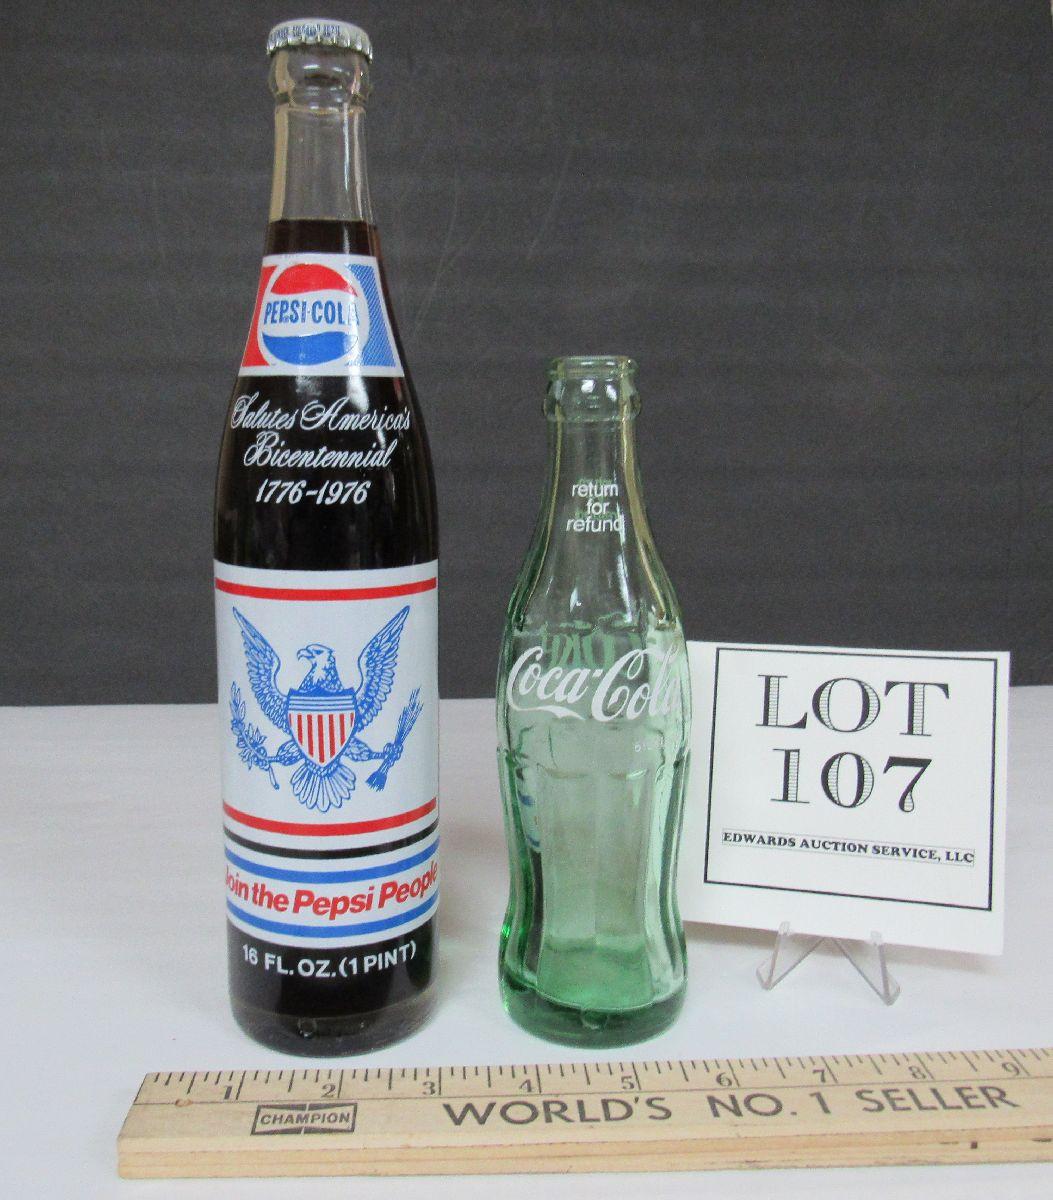 PEPSI-COLA
Salutes America's
Bicentennial
1776-1976
Join the Pepsi People
16 FL. OZ. (1 PINT)
return
for
refund
Coca-Cola
LOT
107
EDWARDS AUCTION SERVICE, LLC
1 2 3 4 5 6 7 8 9
CHAMPION
WORLD'S NO. 1 SELLER